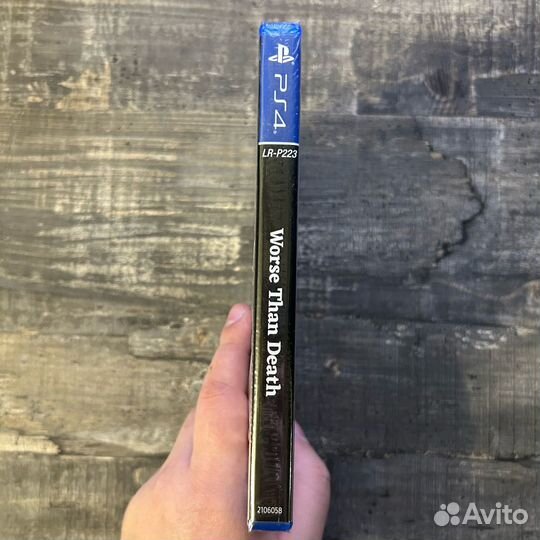 PS4
LR-P223
Worse Than Death
2106058
Avito